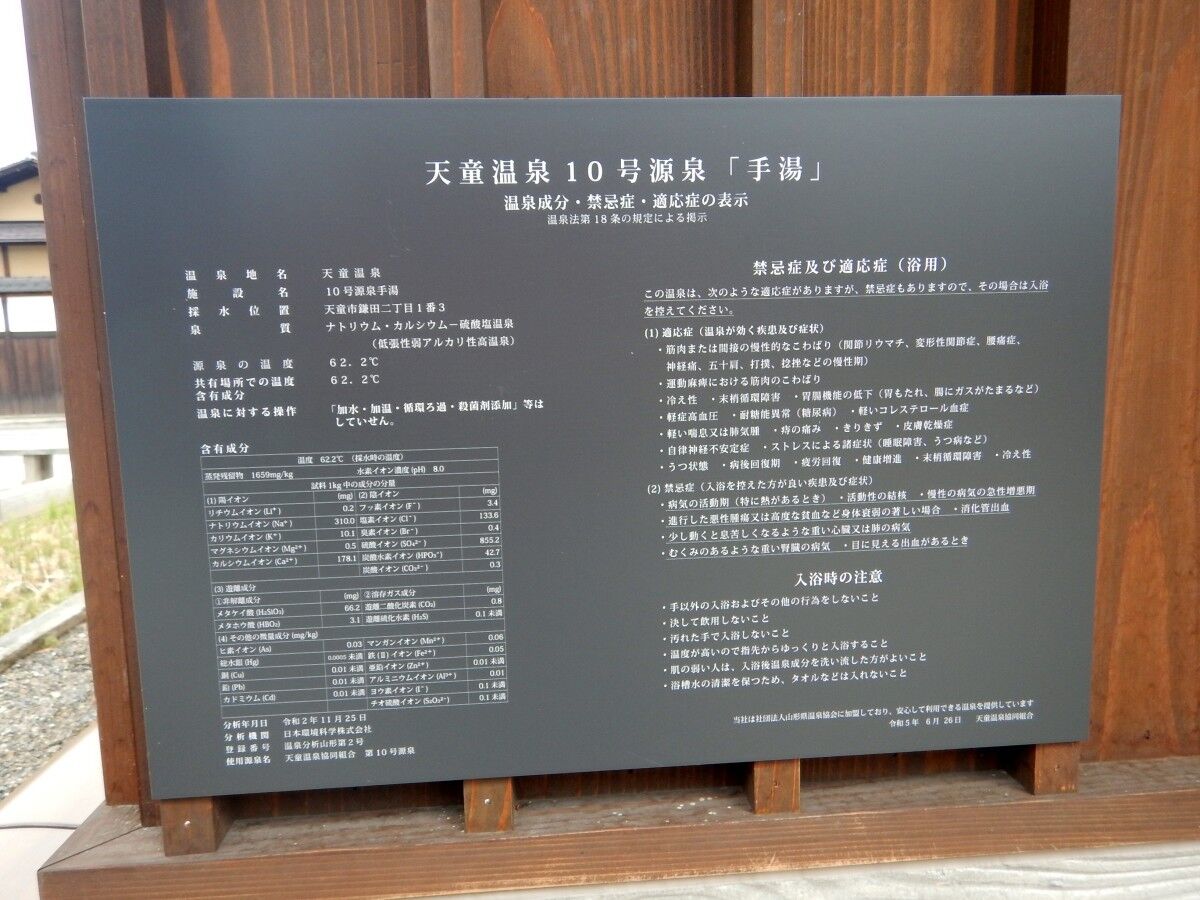 天童温泉10号源泉「手湯」
温泉成分・禁忌症・適応症の表示
温泉法第18条の規定による掲示
温泉地名 天童温泉
施設名 10号源泉手湯
採水位置 天童市鎌田二丁目1番3
泉質 ナトリウム・カルシウム－硫酸塩温泉
（低張性弱アルカリ性高温泉）
源泉の温度 62．2℃
共有場所での温度 62．2℃
含有成分
温泉に対する操作 「加水・加温・循環ろ過・殺菌剤添加」等は
していせん。
含有成分
温度 62.2℃ （採水時の温度）
蒸発残留物 1659mg/kg 水素イオン濃度(pH) 8.0
試料1kg中の成分の分量
(1) 陽イオン (mg) (2) 陰イオン (mg)
リチウムイオン(Li⁺) 0.2 フッ素イオン(F⁻) 3.4
ナトリウムイオン(Na⁺) 310.0 塩素イオン(Cl⁻) 133.6
カリウムイオン(K⁺) 10.1 臭素イオン(Br⁻) 0.4
マグネシウムイオン(Mg²⁺) 0.5 硫酸イオン(SO₄²⁻) 855.2
カルシウムイオン(Ca²⁺) 178.1 炭酸水素イオン(HPO₃⁻) 42.7
炭酸イオン(CO₃²⁻) 0.3
(3) 遊離成分
①非解離成分 (mg) ②溶存ガス成分 (mg)
メタケイ酸(H₂SiO₃) 66.2 遊離二酸化炭素(CO₂) 0.8
メタホウ酸(HBO₂) 3.1 遊離硫化水素(H₂S) 0.1未満
(4) その他の微量成分(mg/kg)
ヒ素イオン(As) 0.03 マンガンイオン(Mn²⁺) 0.06
総水銀(Hg) 0.0005未満 鉄(Ⅱ)イオン(Fe²⁺) 0.05
銅(Cu) 0.01未満 亜鉛イオン(Zn²⁺) 0.01未満
鉛(Pb) 0.01未満 アルミニウムイオン(Al³⁺) 0.01
カドミウム(Cd) 0.01未満 ヨウ素イオン(I⁻) 0.1未満
チオ硫酸イオン(S₂O₃²⁻) 0.1未満
分析年月日 令和2年11月25日
分析機関 日本環境科学株式会社
登録番号 温泉分析山形第2号
使用源泉名 天童温泉協同組合 第10号源泉
禁忌症及び適応症（浴用）
この温泉は、次のような適応症がありますが、禁忌症もありますので、その場合は入浴
を控えてください。
(1) 適応症（温泉が効く疾患及び症状）
・筋肉または間接の慢性的なこわばり（関節リウマチ、変形性関節症、腰痛症、
神経痛、五十肩、打撲、捻挫などの慢性期）
・運動麻痺における筋肉のこわばり
・冷え性 ・末梢循環障害 ・胃腸機能の低下（胃もたれ、腸にガスがたまるなど）
・軽症高血圧 ・耐糖能異常（糖尿病） ・軽いコレステロール血症
・軽い喘息又は肺気腫 ・痔の痛み ・きりきず ・皮膚乾燥症
・自律神経不安定症 ・ストレスによる諸症状（睡眠障害、うつ病など）
・うつ状態 ・病後回復期 ・疲労回復 ・健康増進 ・末梢循環障害 ・冷え性
(2) 禁忌症（入浴を控えた方が良い疾患及び症状）
・病気の活動期（特に熱があるとき） ・活動性の結核 ・慢性の病気の急性増悪期
・進行した悪性腫瘍又は高度な貧血など身体衰弱の著しい場合 ・消化管出血
・少し動くと息苦しくなるような重い心臓又は肺の病気
・むくみのあるような重い腎臓の病気 ・目に見える出血があるとき
入浴時の注意
・手以外の入浴およびその他の行為をしないこと
・決して飲用しないこと
・汚れた手で入浴しないこと
・温度が高いので指先からゆっくりと入浴すること
・肌の弱い人は、入浴後温泉成分を洗い流した方がよいこと
・浴槽水の清潔を保つため、タオルなどは入れないこと
当社は社団法人山形県温泉協会に加盟しており、安心して利用できる温泉を提供しています
令和5年 6月26日 天童温泉協同組合